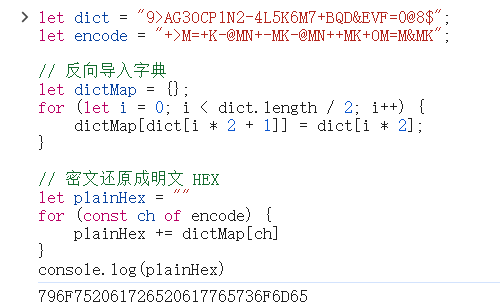 let dict = "9>AG3OCP1N2-4L5K6M7+BQD&EVF=0@8$";
let encode = "+>M=+K-@MN+-MK-@MN++MK+OM=M&MK";
// 反向导入字典
let dictMap = {};
for (let i = 0; i < dict.length / 2; i++) {
dictMap[dict[i * 2 + 1]] = dict[i * 2];
}
// 密文还原成明文 HEX
let plainHex = ""
for (const ch of encode) {
plainHex += dictMap[ch]
}
console.log(plainHex)
796F75206172652061776573​6F6D65